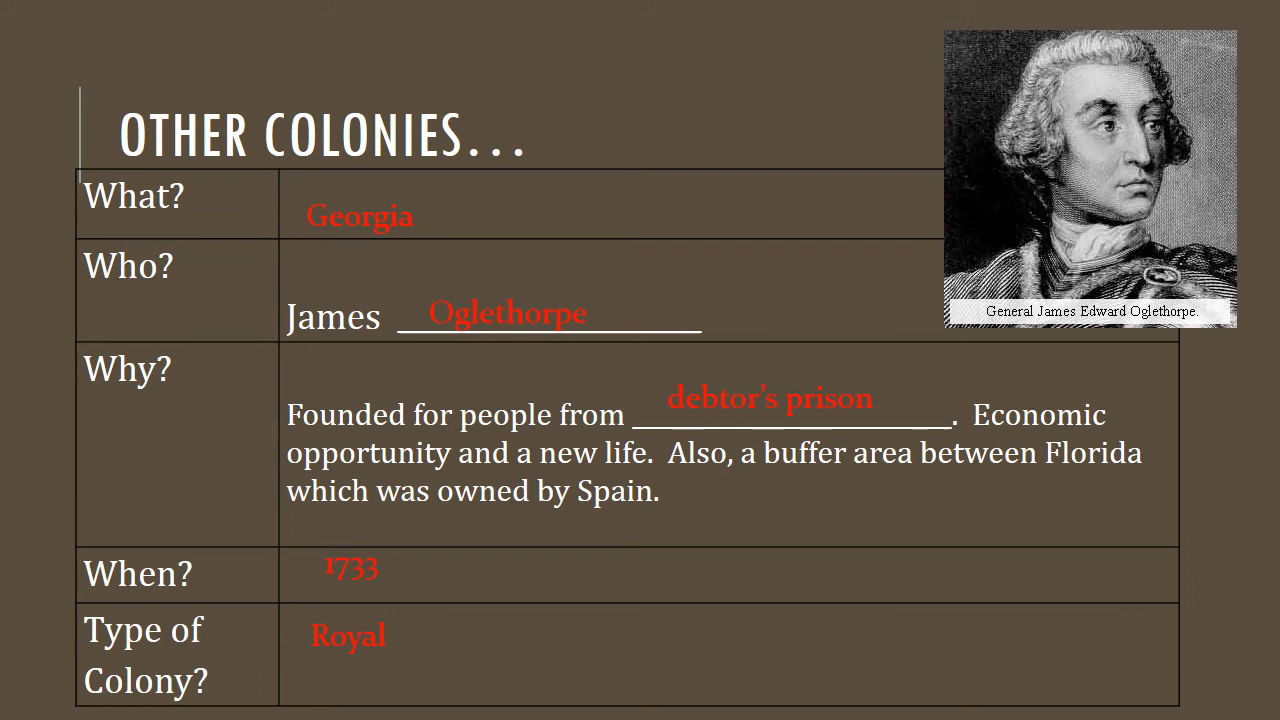 OTHER COLONIES...
What?
Georgia
Who?
James Oglethorpe
General James Edward Oglethorpe.
Why?
Founded for people from debtor's prison. Economic
opportunity and a new life. Also, a buffer area between Florida
which was owned by Spain.
When?
1733
Type of
Colony?
Royal